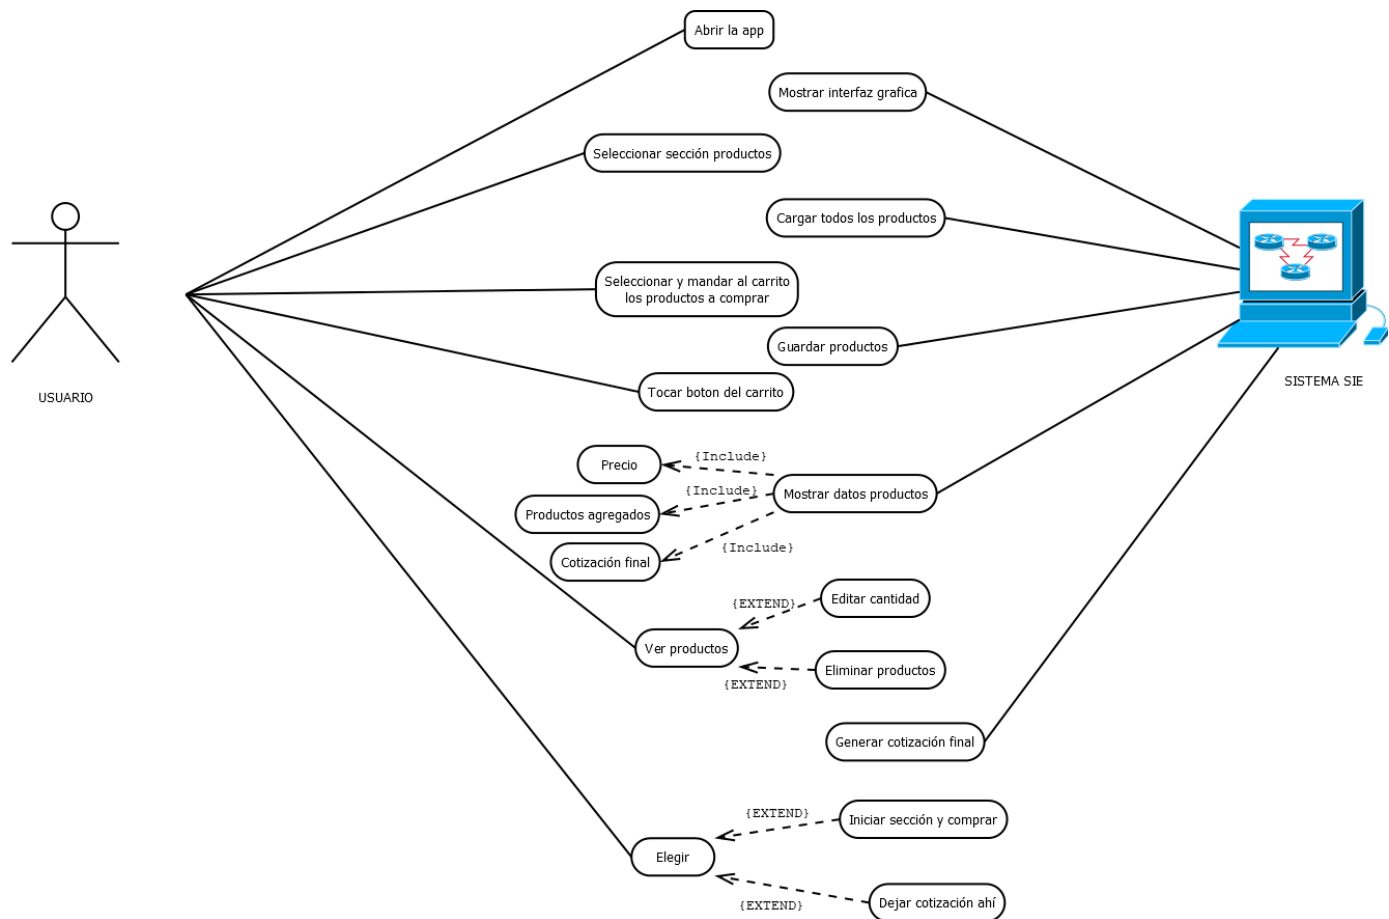 Abrir la app
Mostrar interfaz grafica
Seleccionar sección productos
Cargar todos los productos
Seleccionar y mandar al carrito
los productos a comprar
Guardar productos
SISTEMA SIE
Tocar boton del carrito
USUARIO
{Include}
Precio
{Include}
Mostrar datos productos
Productos agregados
{Include}
Cotización final
Editar cantidad
{EXTEND}
Ver productos
Eliminar productos
{EXTEND}
Generar cotización final
{EXTEND}
Iniciar sección y comprar
Elegir
Dejar cotización ahí
{EXTEND}